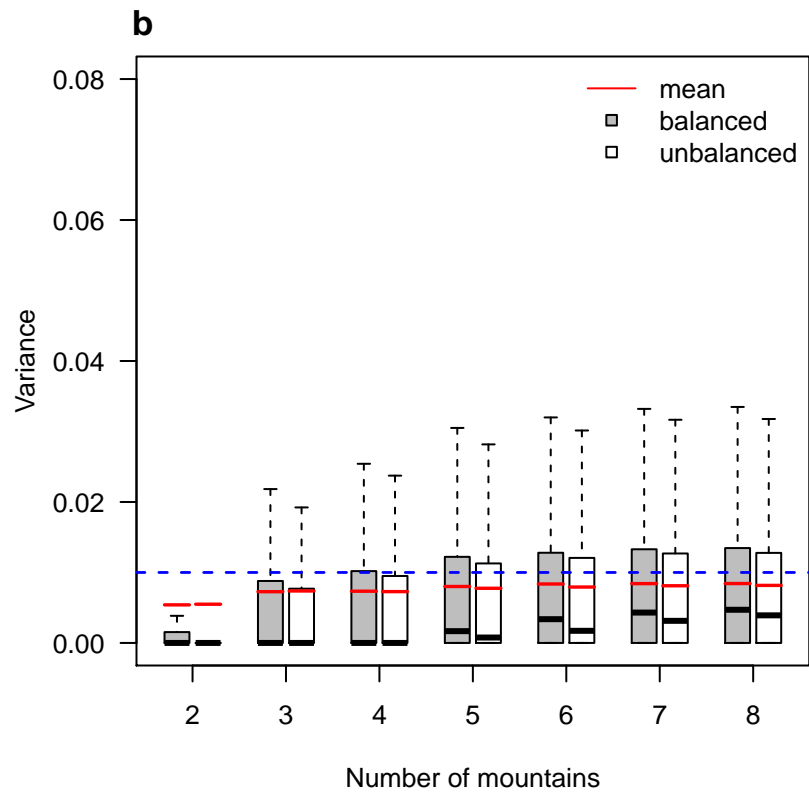 b
0.08
0.06
0.04
0.02
0.00
Variance
mean
balanced
unbalanced
2 3 4 5 6 7 8
Number of mountains